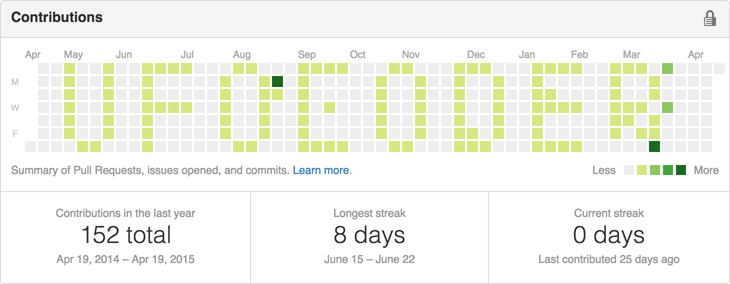 Contributions
Apr May Jun Jul Aug Sep Oct Nov Dec Jan Feb Mar Apr
M
W
F
Summary of Pull Requests, issues opened, and commits. Learn more.
Less More
Contributions in the last year
152 total
Apr 19, 2014 – Apr 19, 2015
Longest streak
8 days
June 15 – June 22
Current streak
0 days
Last contributed 25 days ago